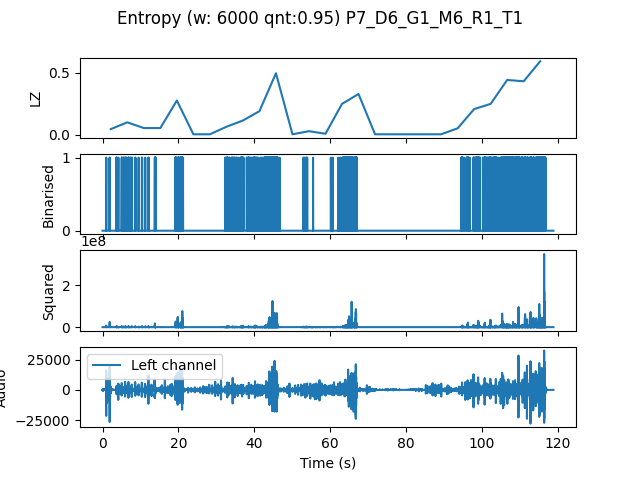 Entropy (w: 6000 qnt:0.95) P7_D6_G1_M6_R1_T1
0.5
0.0
LZ
1
0
Binarised
1e8
2
0
Squared
25000
0
−25000
Audio
Left channel
0 20 40 60 80 100 120
Time (s)